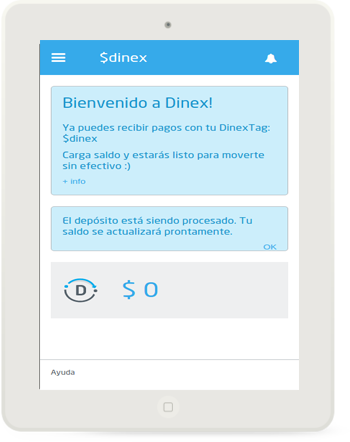 $dinex
Bienvenido a Dinex!
Ya puedes recibir pagos con tu DinexTag:
$dinex
Carga saldo y estarás listo para moverte
sin efectivo :)
+ info
El depósito está siendo procesado. Tu
saldo se actualizará prontamente.
OK
D $ 0
Ayuda